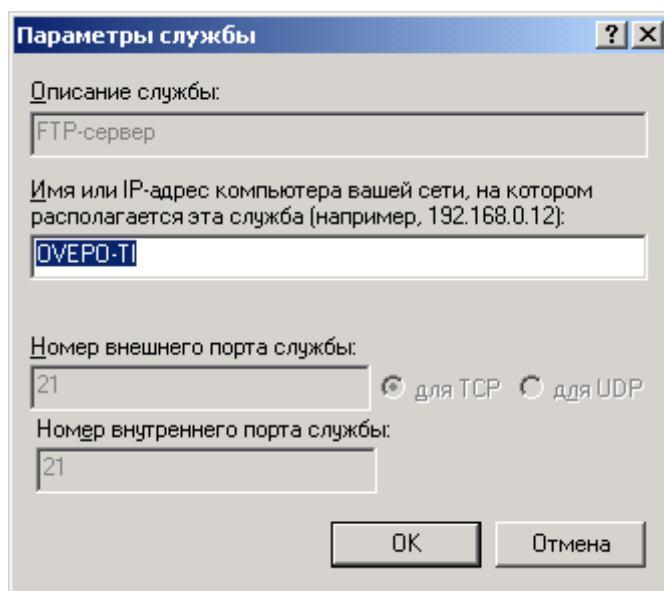 Параметры службы
Описание службы:
FTP-сервер
Имя или IP-адрес компьютера вашей сети, на котором
располагается эта служба (например, 192.168.0.12):
OVEPO-TI
Номер внешнего порта службы:
21 для TCP для UDP
Номер внутреннего порта службы:
21
OK Отмена